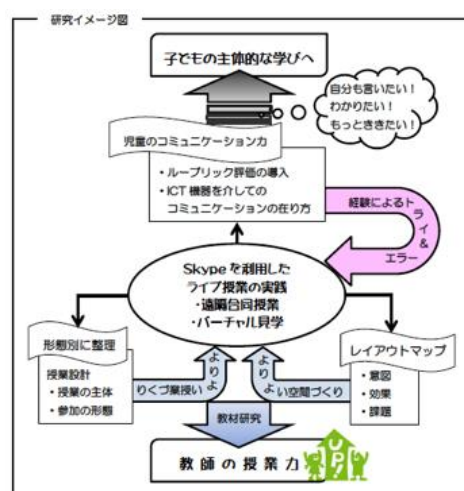 研究イメージ図
子どもの主体的な学びへ
自分も言いたい!
わかりたい!
もっとききたい!
児童のコミュニケーション力
・ルーブリック評価の導入
・ICT 機器を介しての
コミュニケーションの在り方
経験によるトライ&エラー
Skype を利用した
ライブ授業の実践
・遠隔合同授業
・バーチャル見学
形態別に整理
授業設計
・授業の主体
・参加の形態
レイアウトマップ
・意図
・効果
・課題
よりよ
りくづ業授い
よりよ
い空間づくり
教材研究
教師の授業力
UP!